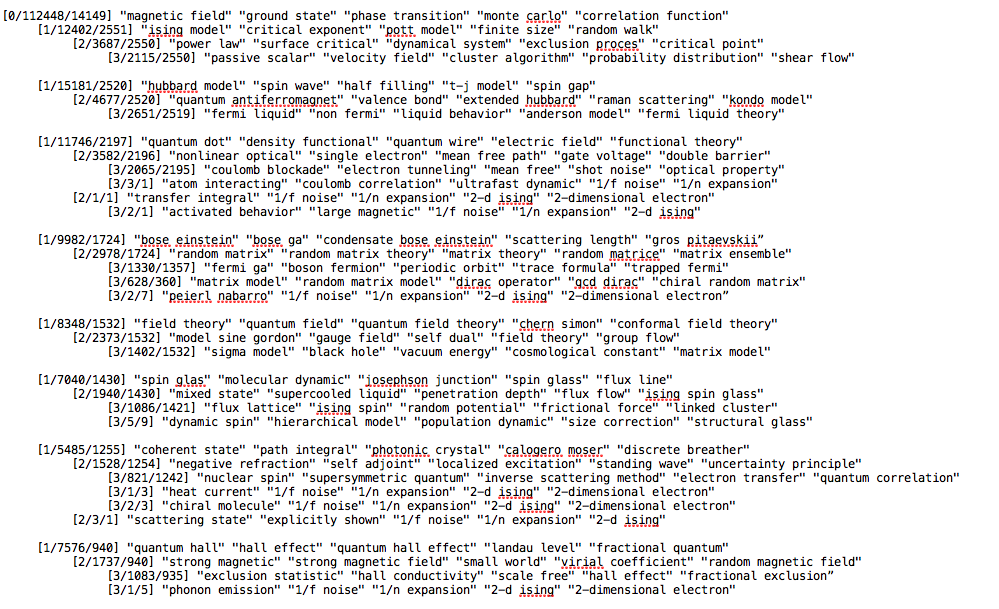 [0/112448/14149] "magnetic field" "ground state" "phase transition" "monte carlo" "correlation function"
[1/12402/2551] "ising model" "critical exponent" "pott model" "finite size" "random walk"
[2/3687/2550] "power law" "surface critical" "dynamical system" "exclusion proces" "critical point"
[3/2115/2550] "passive scalar" "velocity field" "cluster algorithm" "probability distribution" "shear flow"
[1/15181/2520] "hubbard model" "spin wave" "half filling" "t-j model" "spin gap"
[2/4677/2520] "quantum antiferromagnet" "valence bond" "extended hubbard" "raman scattering" "kondo model"
[3/2651/2519] "fermi liquid" "non fermi" "liquid behavior" "anderson model" "fermi liquid theory"
[1/11746/2197] "quantum dot" "density functional" "quantum wire" "electric field" "functional theory"
[2/3582/2196] "nonlinear optical" "single electron" "mean free path" "gate voltage" "double barrier"
[3/2065/2195] "coulomb blockade" "electron tunneling" "mean free" "shot noise" "optical property"
[3/3/1] "atom interacting" "coulomb correlation" "ultrafast dynamic" "1/f noise" "1/n expansion"
[2/1/1] "transfer integral" "1/f noise" "1/n expansion" "2-d ising" "2-dimensional electron"
[3/2/1] "activated behavior" "large magnetic" "1/f noise" "1/n expansion" "2-d ising"
[1/9982/1724] "bose einstein" "bose ga" "condensate bose einstein" "scattering length" "gros pitaevskii”
[2/2978/1724] "random matrix" "random matrix theory" "matrix theory" "random matrice" "matrix ensemble"
[3/1330/1357] "fermi ga" "boson fermion" "periodic orbit" "trace formula" "trapped fermi"
[3/628/360] "matrix model" "random matrix model" "dirac operator" "qcd dirac" "chiral random matrix"
[3/2/7] "peierl nabarro" "1/f noise" "1/n expansion" "2-d ising" "2-dimensional electron”
[1/8348/1532] "field theory" "quantum field" "quantum field theory" "chern simon" "conformal field theory"
[2/2373/1532] "model sine gordon" "gauge field" "self dual" "field theory" "group flow"
[3/1402/1532] "sigma model" "black hole" "vacuum energy" "cosmological constant" "matrix model"
[1/7040/1430] "spin glas" "molecular dynamic" "josephson junction" "spin glass" "flux line"
[2/1940/1430] "mixed state" "supercooled liquid" "penetration depth" "flux flow" "ising spin glass"
[3/1086/1421] "flux lattice" "ising spin" "random potential" "frictional force" "linked cluster"
[3/5/9] "dynamic spin" "hierarchical model" "population dynamic" "size correction" "structural glass"
[1/5485/1255] "coherent state" "path integral" "photonic crystal" "calogero moser" "discrete breather"
[2/1528/1254] "negative refraction" "self adjoint" "localized excitation" "standing wave" "uncertainty principle"
[3/821/1242] "nuclear spin" "supersymmetric quantum" "inverse scattering method" "electron transfer" "quantum correlation"
[3/1/3] "heat current" "1/f noise" "1/n expansion" "2-d ising" "2-dimensional electron"
[3/2/3] "chiral molecule" "1/f noise" "1/n expansion" "2-d ising" "2-dimensional electron"
[2/3/1] "scattering state" "explicitly shown" "1/f noise" "1/n expansion" "2-d ising"
[1/7576/940] "quantum hall" "hall effect" "quantum hall effect" "landau level" "fractional quantum"
[2/1737/940] "strong magnetic" "strong magnetic field" "small world" "virial coefficient" "random magnetic field"
[3/1083/935] "exclusion statistic" "hall conductivity" "scale free" "hall effect" "fractional exclusion”
[3/1/5] "phonon emission" "1/f noise" "1/n expansion" "2-d ising" "2-dimensional electron"